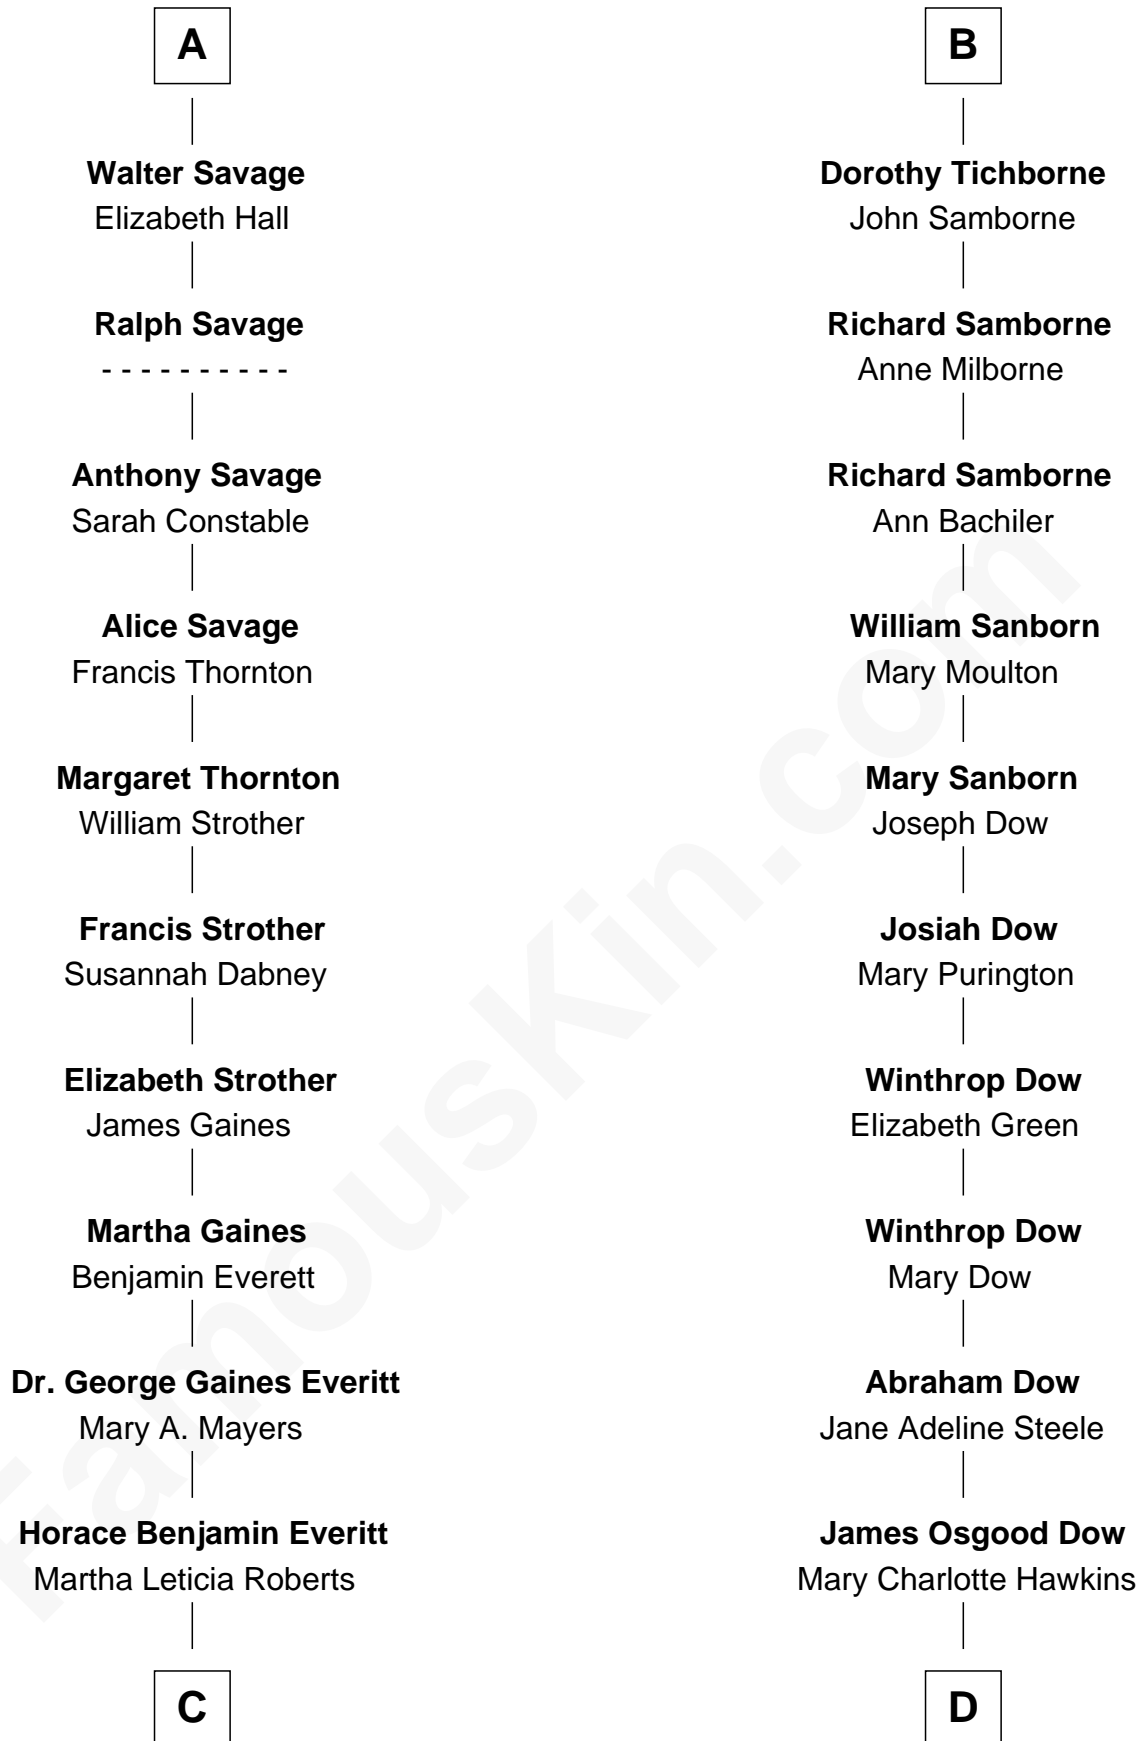 A
Walter Savage
Elizabeth Hall
Ralph Savage
- - - - - - - - - -
Anthony Savage
Sarah Constable
Alice Savage
Francis Thornton
Margaret Thornton
William Strother
Francis Strother
Susannah Dabney
Elizabeth Strother
James Gaines
Martha Gaines
Benjamin Everett
Dr. George Gaines Everitt
Mary A. Mayers
Horace Benjamin Everitt
Martha Leticia Roberts
C
B
Dorothy Tichborne
John Samborne
Richard Samborne
Anne Milborne
Richard Samborne
Ann Bachiler
William Sanborn
Mary Moulton
Mary Sanborn
Joseph Dow
Josiah Dow
Mary Purington
Winthrop Dow
Elizabeth Green
Winthrop Dow
Mary Dow
Abraham Dow
Jane Adeline Steele
James Osgood Dow
Mary Charlotte Hawkins
D
FamousKin.com